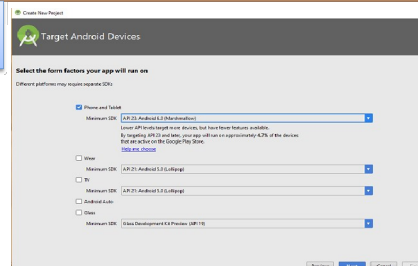 Create New Project
Target Android Devices
Select the form factors your app will run on
Different platforms may require separate SDKs
Phone and Tablet
Minimum SDK API 23: Android 6.0 (Marshmallow)
Lower API levels target more devices, but have fewer features available.
By targeting API 23 and later, your app will run on approximately 4.7% of the devices
that are active on the Google Play Store.
Help me choose
Wear
Minimum SDK API 21: Android 5.0 (Lollipop)
TV
Minimum SDK API 21: Android 5.0 (Lollipop)
Android Auto
Glass
Minimum SDK Glass Development Kit Preview (API 19)